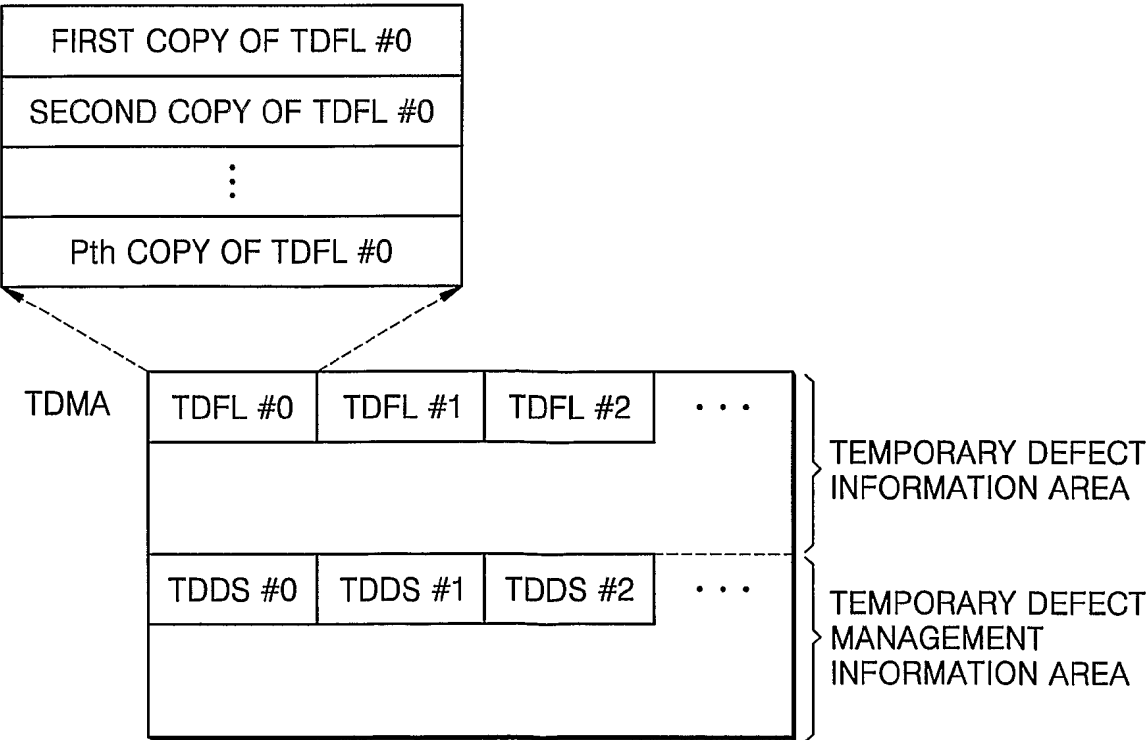 FIRST COPY OF TDFL #0
SECOND COPY OF TDFL #0
⋮
Pth COPY OF TDFL #0
TDMA
TDFL #0
TDFL #1
TDFL #2
...
TEMPORARY DEFECT
INFORMATION AREA
TDDS #0
TDDS #1
TDDS #2
...
TEMPORARY DEFECT
MANAGEMENT
INFORMATION AREA